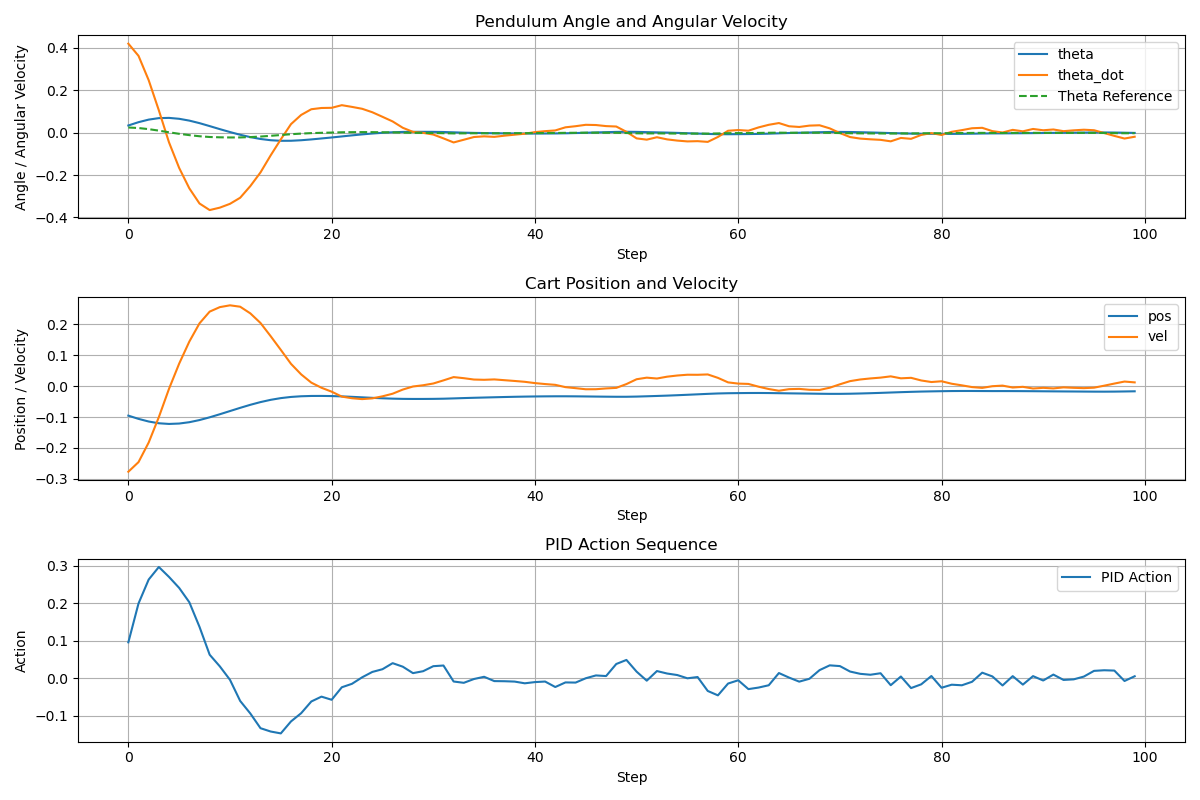 Pendulum Angle and Angular Velocity
Angle / Angular Velocity
0.4
0.2
0.0
−0.2
−0.4
theta
theta_dot
Theta Reference
0 20 40 60 80 100
Step
Cart Position and Velocity
Position / Velocity
0.2
0.1
0.0
−0.1
−0.2
−0.3
pos
vel
0 20 40 60 80 100
Step
PID Action Sequence
Action
0.3
0.2
0.1
0.0
−0.1
PID Action
0 20 40 60 80 100
Step